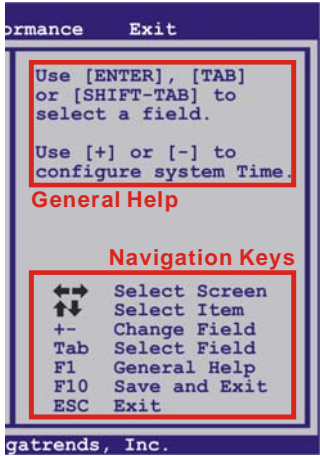 ormance Exit
Use [ENTER], [TAB]
or [SHIFT-TAB] to
select a field.
Use [+] or [-] to
configure system Time.
General Help
Navigation Keys
←→ Select Screen
↑↓ Select Item
+- Change Field
Tab Select Field
F1 General Help
F10 Save and Exit
ESC Exit
gatrends, Inc.